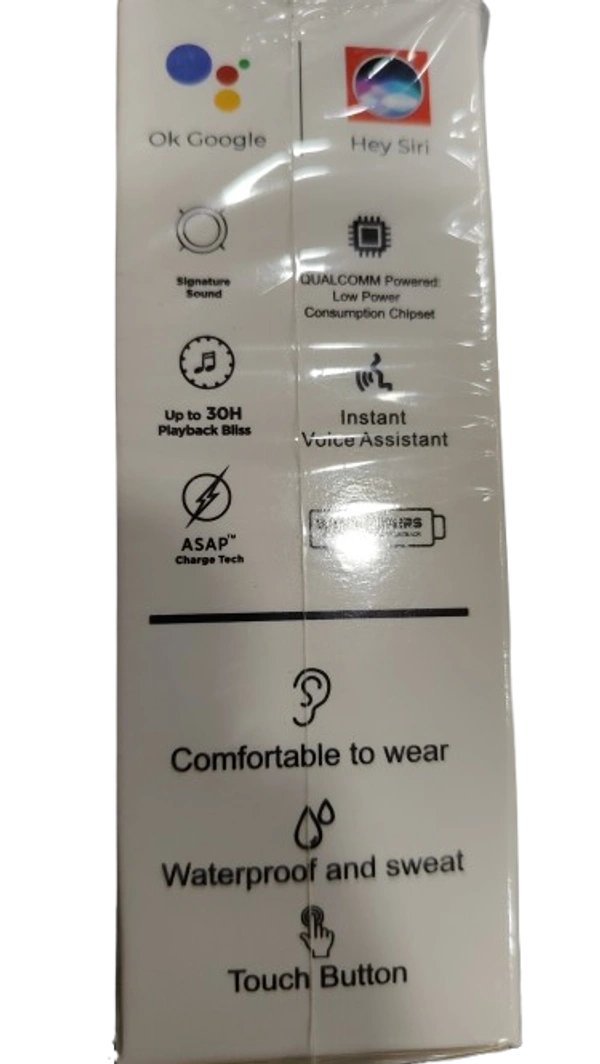 Ok Google
Hey Siri
Signature
Sound
QUALCOMM Powered:
Low Power
Consumption Chipset
Up to 30H
Playback Bliss
Instant
Voice Assistant
ASAP™
Charge Tech
Comfortable to wear
Waterproof and sweat
Touch Button